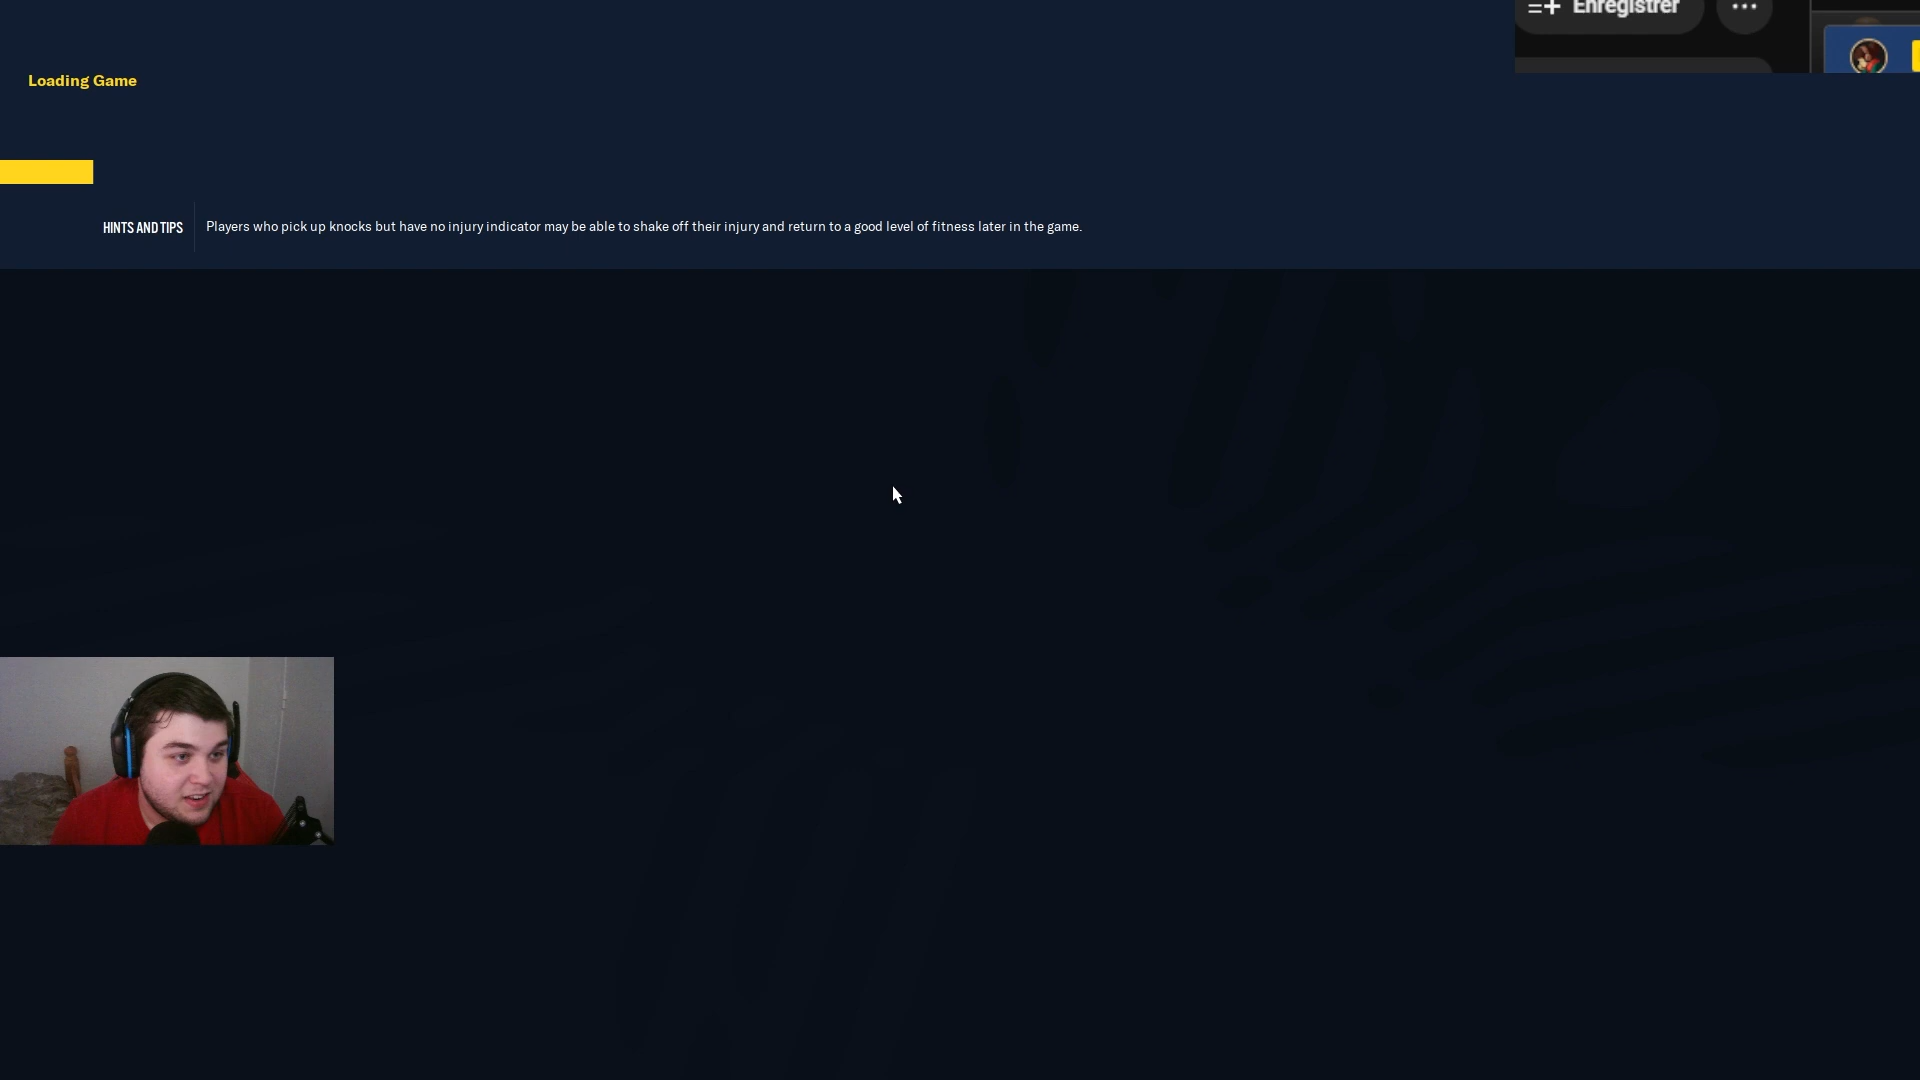 Enregistrer
Loading Game
HINTS AND TIPS
Players who pick up knocks but have no injury indicator may be able to shake off their injury and return to a good level of fitness later in the game.